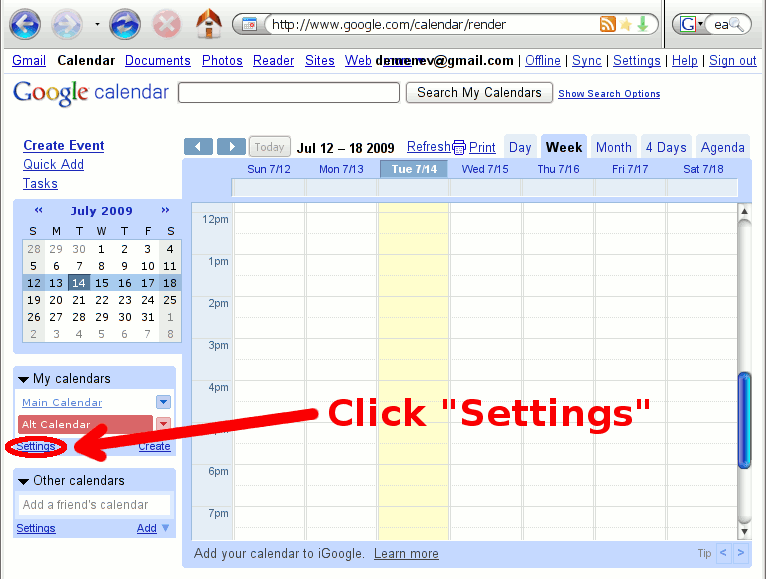 http://www.google.com/calendar/render
G ea
Gmail Calendar Documents Photos Reader Sites Web @gmail.com | Offline | Sync | Settings | Help | Sign out
Google calendar Search My Calendars Show Search Options
Create Event
Quick Add
Tasks
Today Jul 12 – 18 2009 Refresh Print Day Week Month 4 Days Agenda
Sun 7/12 Mon 7/13 Tue 7/14 Wed 7/15 Thu 7/16 Fri 7/17 Sat 7/18
« July 2009 »
S M T W T F S
28 29 30 1 2 3 4
5 6 7 8 9 10 11
12 13 14 15 16 17 18
19 20 21 22 23 24 25
26 27 28 29 30 31 1
2 3 4 5 6 7 8
12pm
1pm
2pm
3pm
4pm
6pm
7pm
My calendars
Main Calendar
Alt Calendar
Settings Create
Click "Settings"
Other calendars
Add a friend's calendar
Settings Add
Add your calendar to iGoogle. Learn more Tip < >